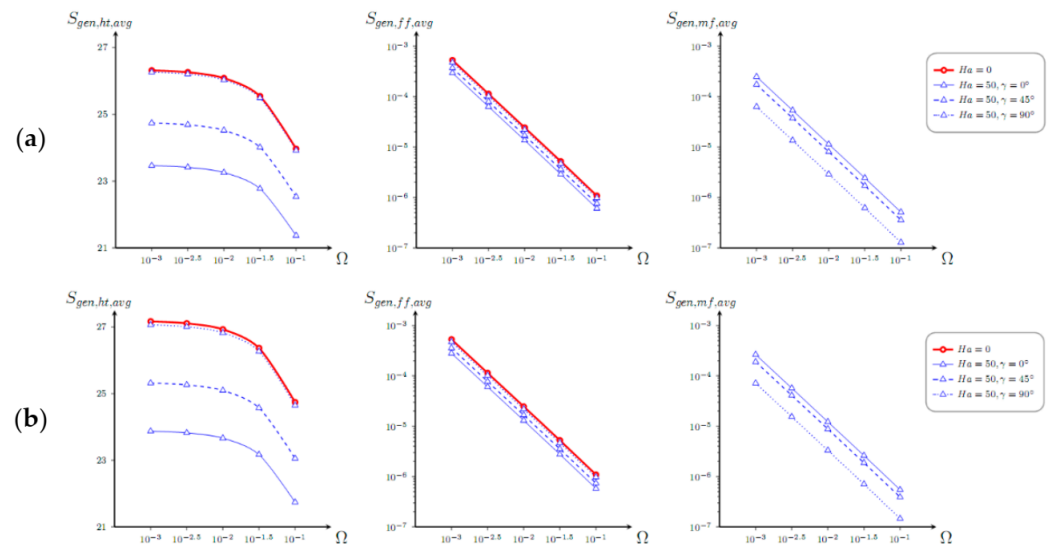 S_{gen,ht,avg}
27
25
23
21
10^{-3} 10^{-2.5} 10^{-2} 10^{-1.5} 10^{-1} Ω
S_{gen,ff,avg}
10^{-3}
10^{-4}
10^{-5}
10^{-6}
10^{-7}
10^{-3} 10^{-2.5} 10^{-2} 10^{-1.5} 10^{-1} Ω
S_{gen,mf,avg}
10^{-3}
10^{-4}
10^{-5}
10^{-6}
10^{-7}
10^{-3} 10^{-2.5} 10^{-2} 10^{-1.5} 10^{-1} Ω
Ha = 0
Ha = 50, γ = 0°
Ha = 50, γ = 45°
Ha = 50, γ = 90°
(a)
S_{gen,ht,avg}
27
25
23
21
10^{-3} 10^{-2.5} 10^{-2} 10^{-1.5} 10^{-1} Ω
S_{gen,ff,avg}
10^{-3}
10^{-4}
10^{-5}
10^{-6}
10^{-7}
10^{-3} 10^{-2.5} 10^{-2} 10^{-1.5} 10^{-1} Ω
S_{gen,mf,avg}
10^{-3}
10^{-4}
10^{-5}
10^{-6}
10^{-7}
10^{-3} 10^{-2.5} 10^{-2} 10^{-1.5} 10^{-1} Ω
Ha = 0
Ha = 50, γ = 0°
Ha = 50, γ = 45°
Ha = 50, γ = 90°
(b)